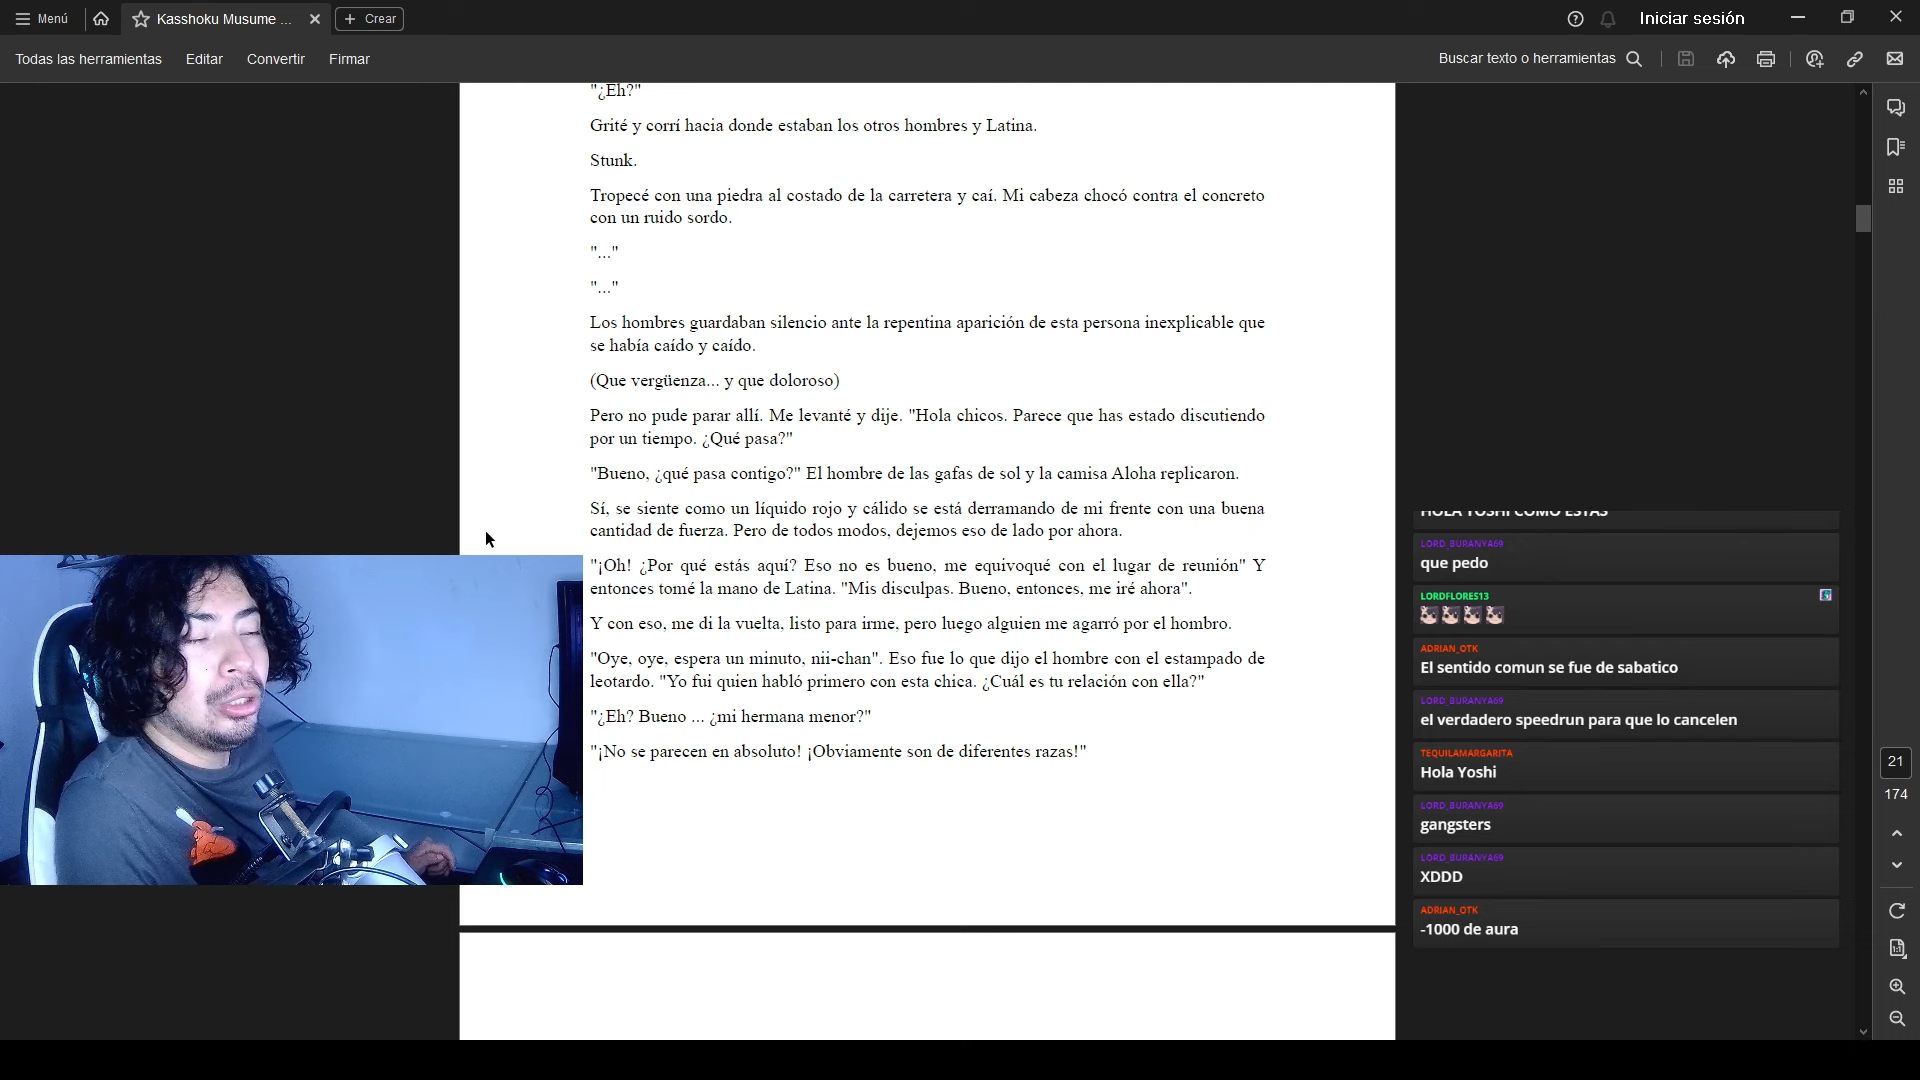 Menú
Kasshoku Musume ...
Crear
Iniciar sesión
Todas las herramientas
Editar
Convertir
Firmar
Buscar texto o herramientas
"¿Eh?"
Grité y corrí hacia donde estaban los otros hombres y Latina.
Stunk.
Tropecé con una piedra al costado de la carretera y caí. Mi cabeza chocó contra el concreto
con un ruido sordo.
"..."
"..."
Los hombres guardaban silencio ante la repentina aparición de esta persona inexplicable que
se había caído y caído.
(Que vergüenza... y que doloroso)
Pero no pude parar allí. Me levanté y dije. "Hola chicos. Parece que has estado discutiendo
por un tiempo. ¿Qué pasa?"
"Bueno, ¿qué pasa contigo?" El hombre de las gafas de sol y la camisa Aloha replicaron.
Sí, se siente como un líquido rojo y cálido se está derramando de mi frente con una buena
cantidad de fuerza. Pero de todos modos, dejemos eso de lado por ahora.
"¡Oh! ¿Por qué estás aquí? Eso no es bueno, me equivoqué con el lugar de reunión" Y
entonces tomé la mano de Latina. "Mis disculpas. Bueno, entonces, me iré ahora".
Y con eso, me di la vuelta, listo para irme, pero luego alguien me agarró por el hombro.
"Oye, oye, espera un minuto, nii-chan". Eso fue lo que dijo el hombre con el estampado de
leotardo. "Yo fui quien habló primero con esta chica. ¿Cuál es tu relación con ella?"
"¿Eh? Bueno ... ¿mi hermana menor?"
"¡No se parecen en absoluto! ¡Obviamente son de diferentes razas!"
HOLA YOSHI COMO ESTAS
LORD_BURANYA69
que pedo
LORDFLORES13
ADRIAN_OTK
El sentido comun se fue de sabatico
LORD_BURANYA69
el verdadero speedrun para que lo cancelen
TEQUILAMARGARITA
Hola Yoshi
LORD_BURANYA69
gangsters
LORD_BURANYA69
XDDD
ADRIAN_OTK
-1000 de aura
21
174